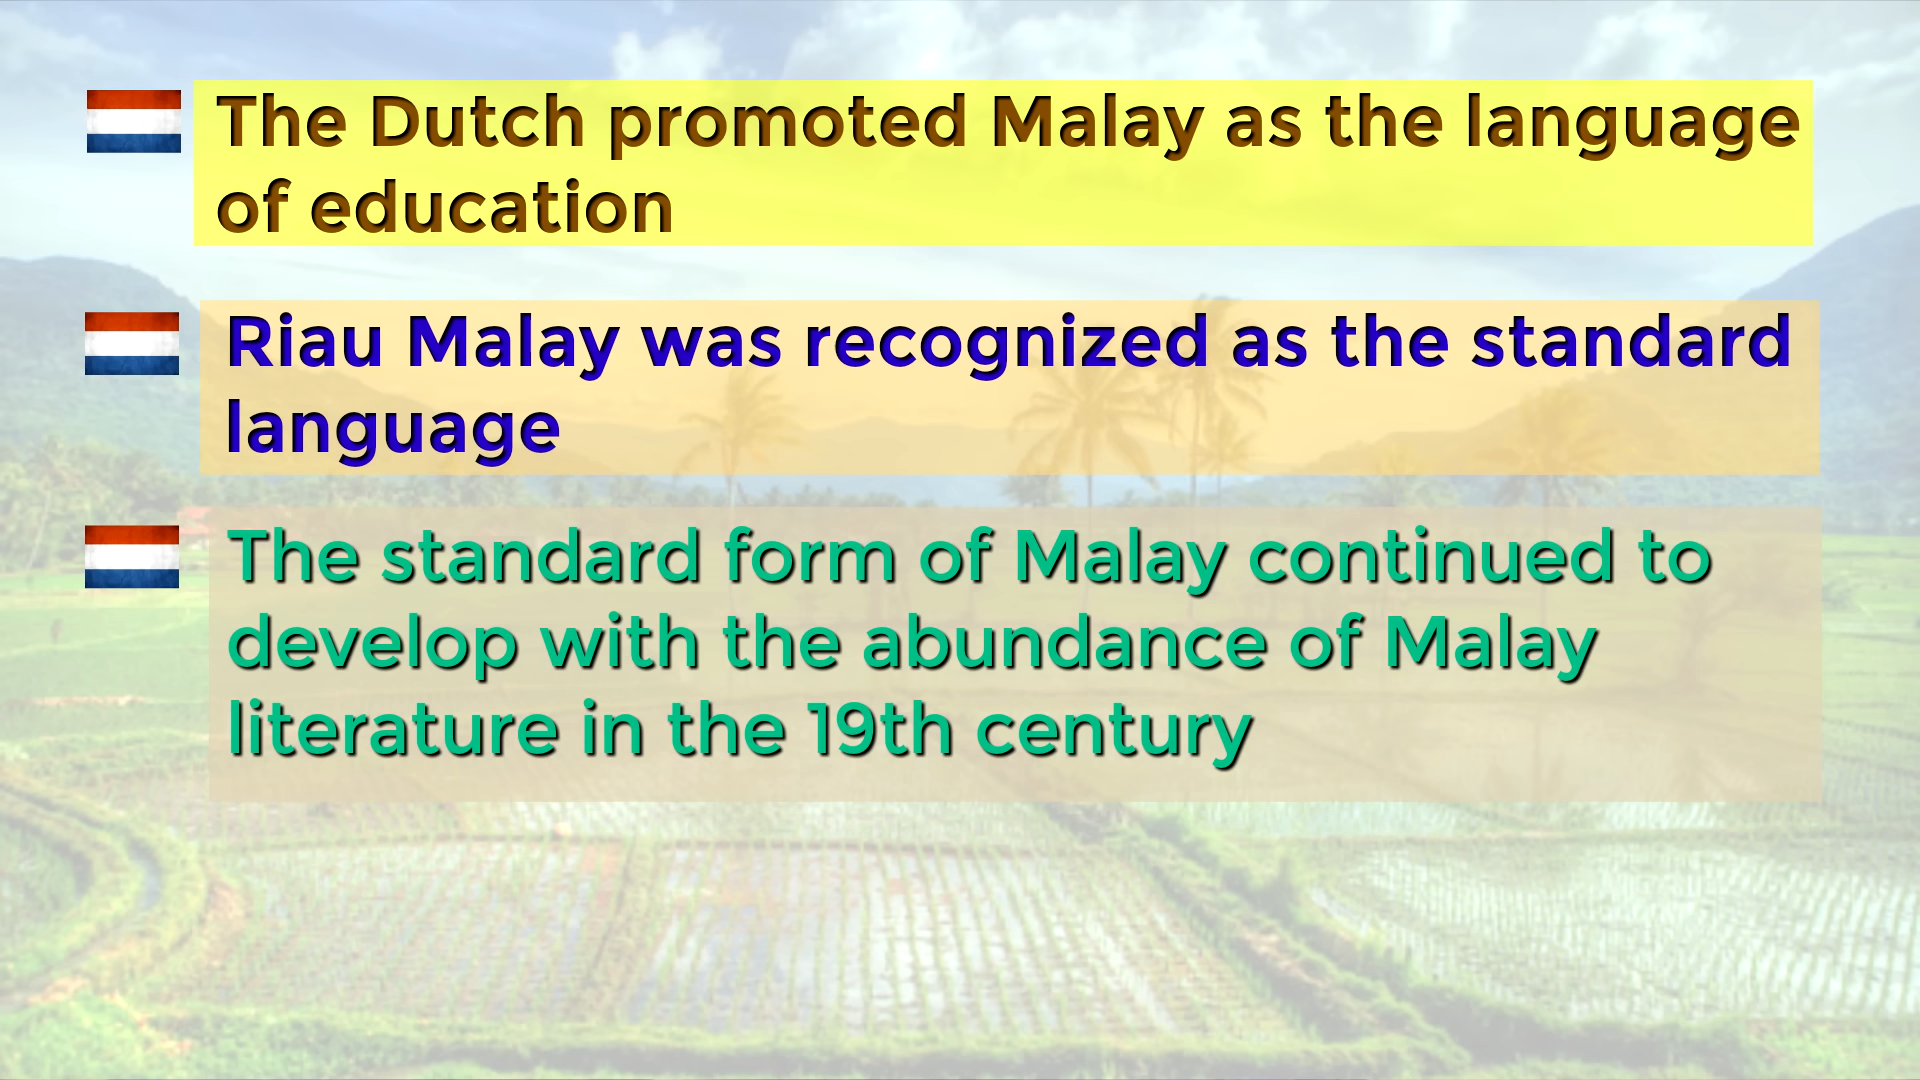 The Dutch promoted Malay as the language
of education
Riau Malay was recognized as the standard
language
The standard form of Malay continued to
develop with the abundance of Malay
literature in the 19th century